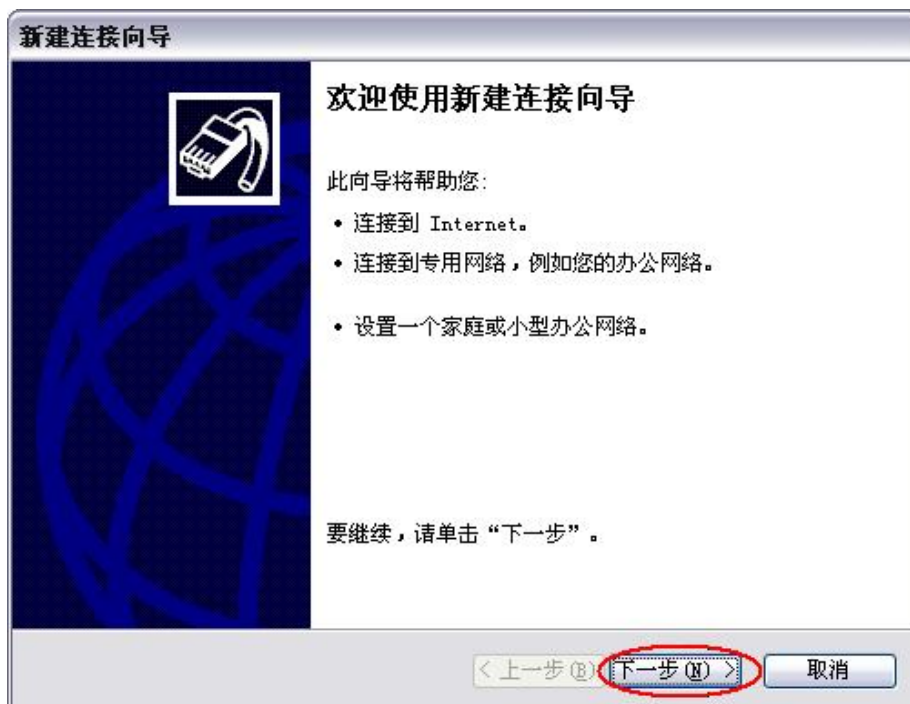 新建连接向导
欢迎使用新建连接向导
此向导将帮助您:
• 连接到 Internet。
• 连接到专用网络，例如您的办公网络。
• 设置一个家庭或小型办公网络。
要继续，请单击“下一步”。
< 上一步(B) 下一步(N) > 取消